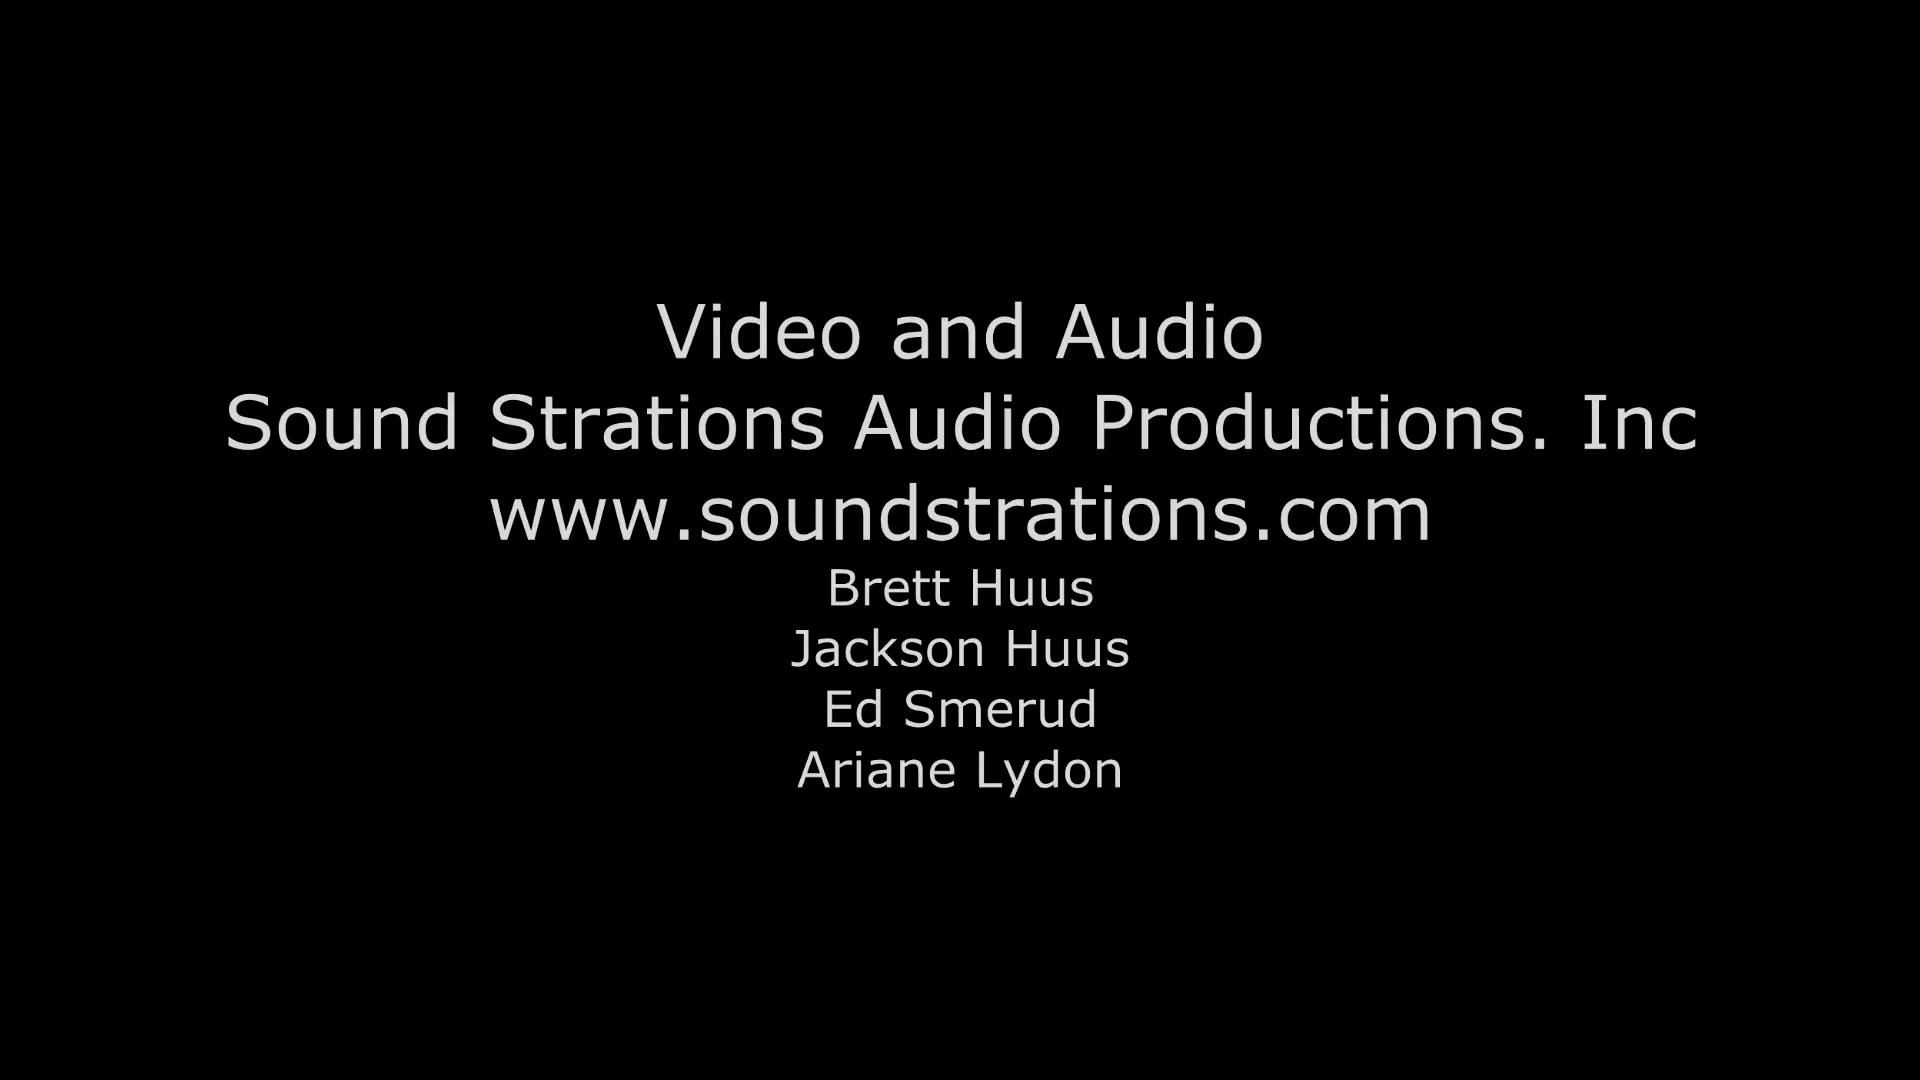 Video and Audio
Sound Strations Audio Productions. Inc
www.soundstrations.com
Brett Huus
Jackson Huus
Ed Smerud
Ariane Lydon